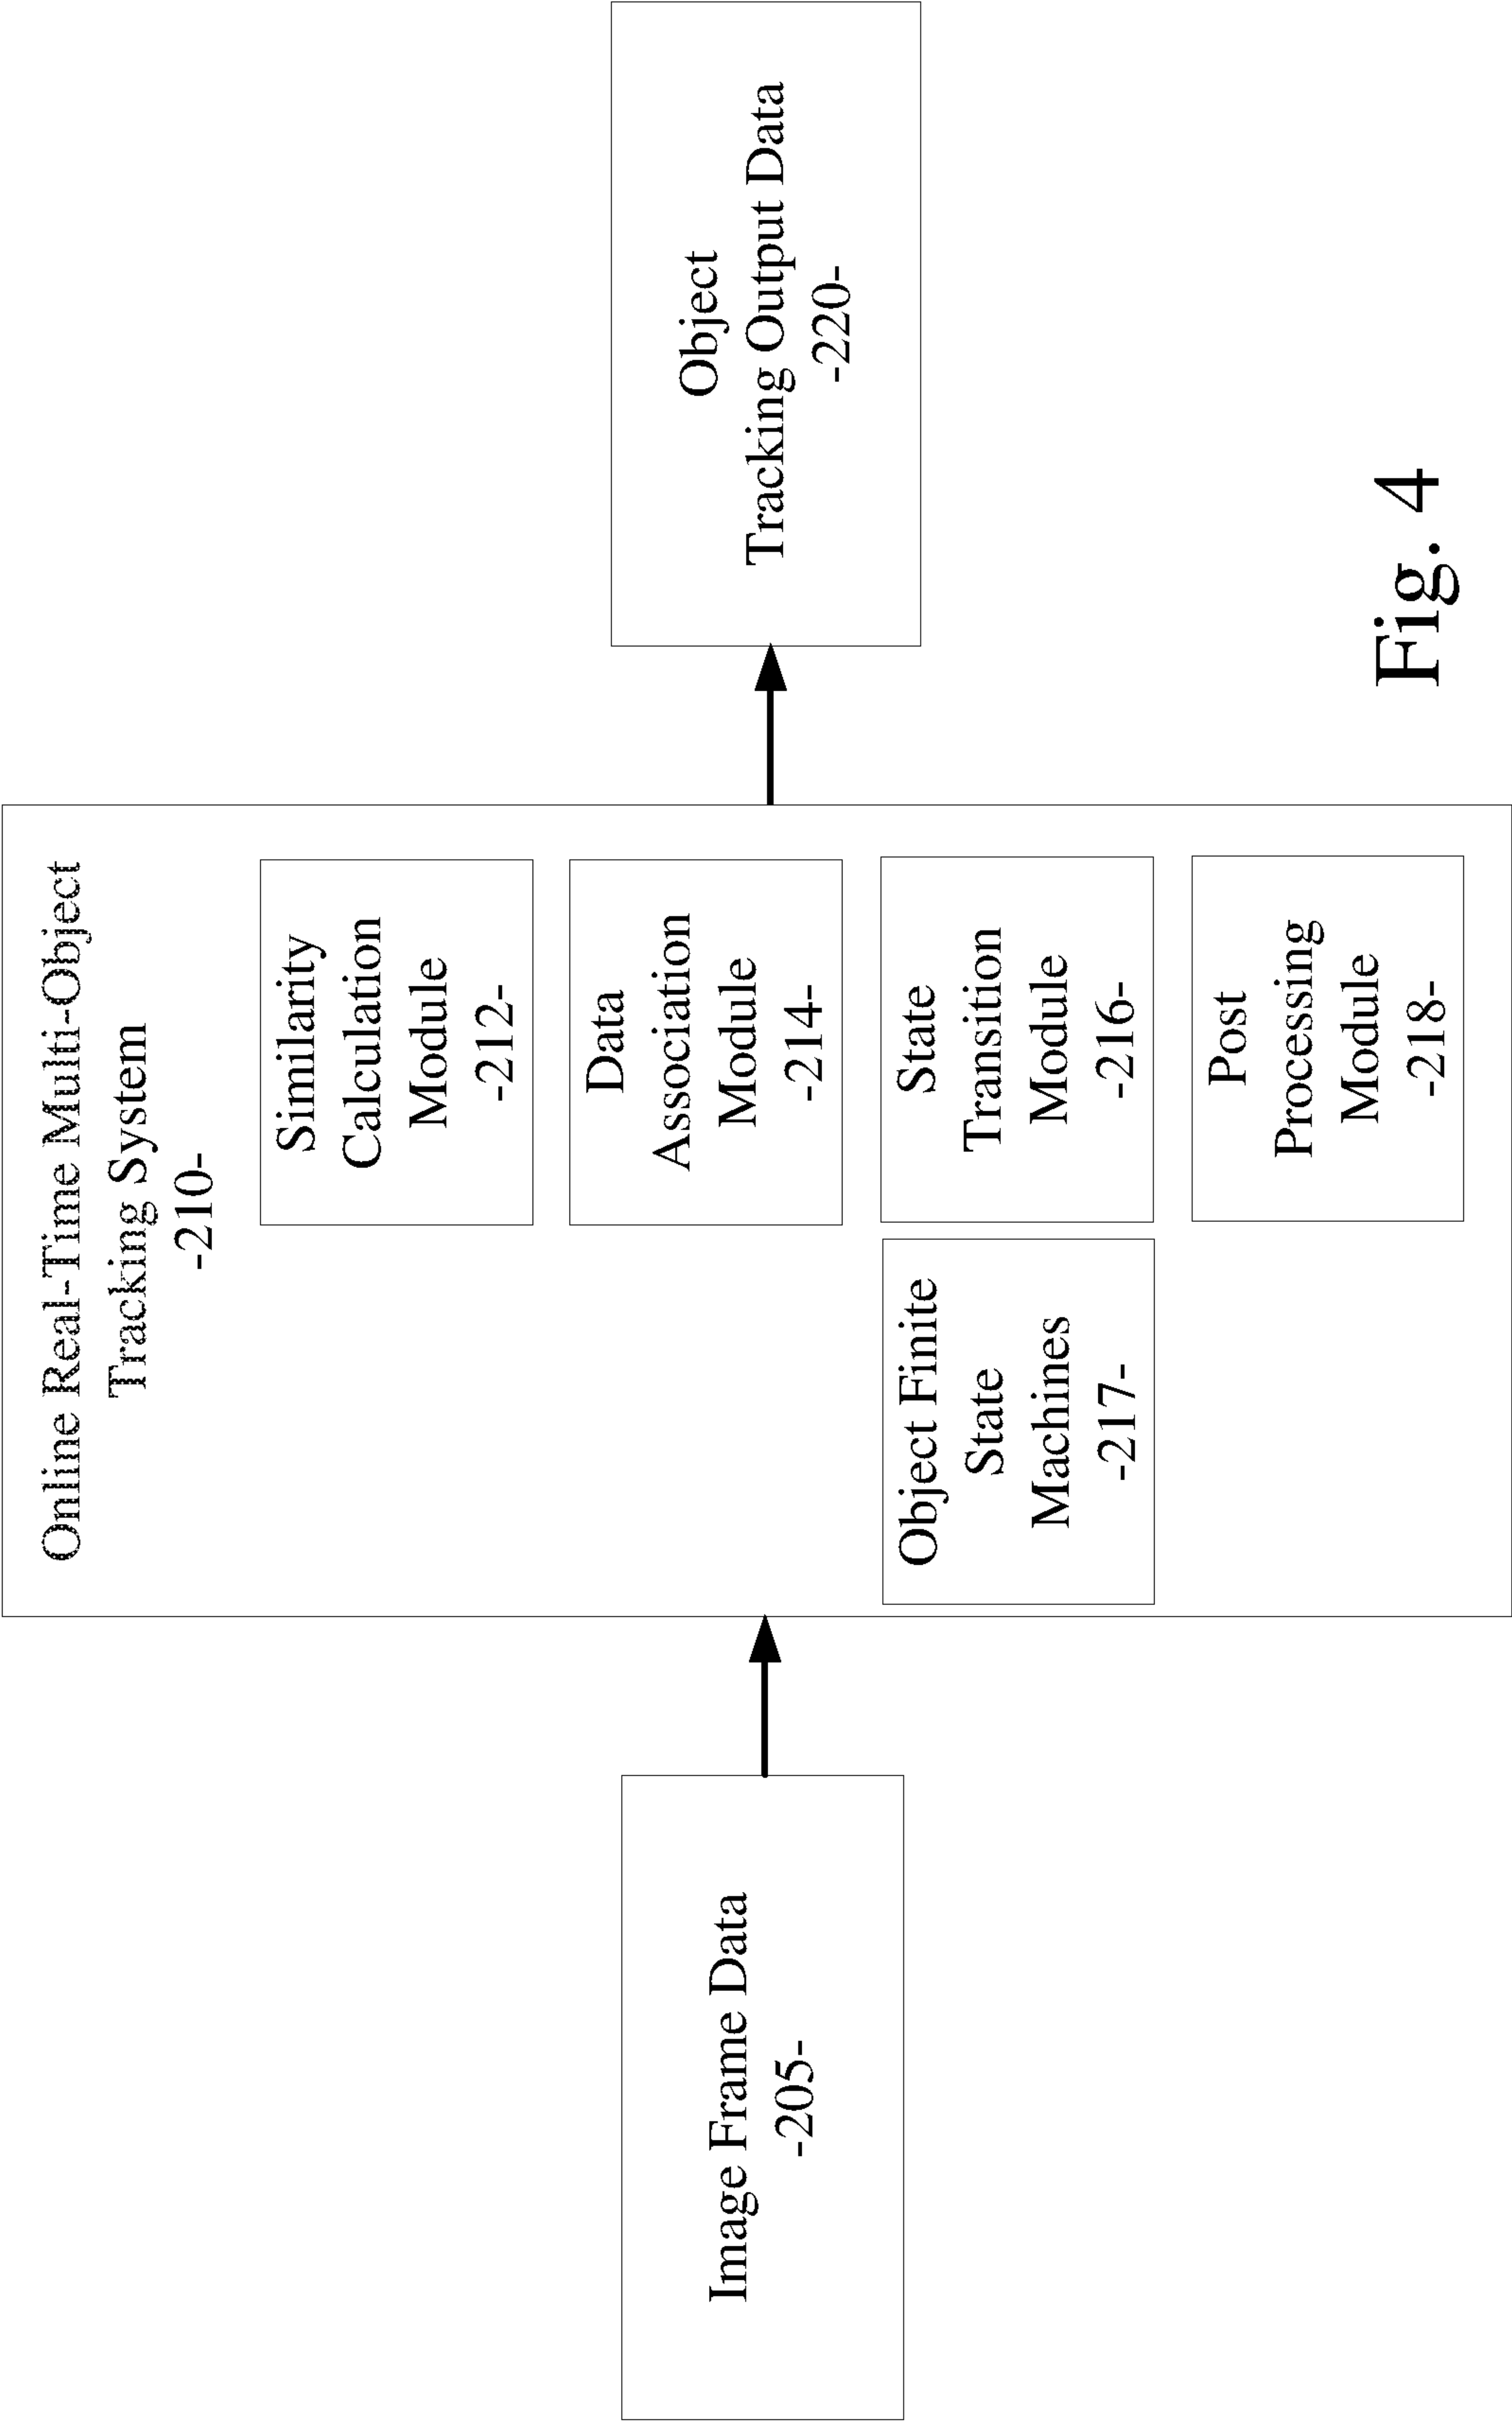 Image Frame Data
-205-
Online Real-Time Multi-Object
Tracking System
-210-
Similarity
Calculation
Module
-212-
Data
Association
Module
-214-
Object Finite
State
Machines
-217-
State
Transition
Module
-216-
Post
Processing
Module
-218-
Object
Tracking Output Data
-220-
Fig. 4